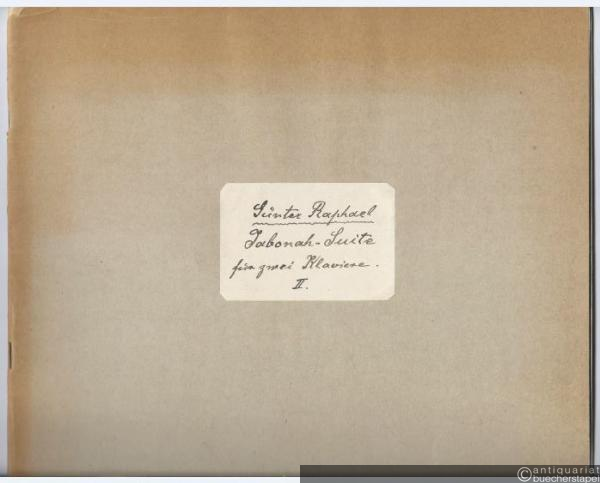 Günter Raphael
Jabonah-Suite
für zwei Klaviere.
II.
antiquariat
buecherstapel